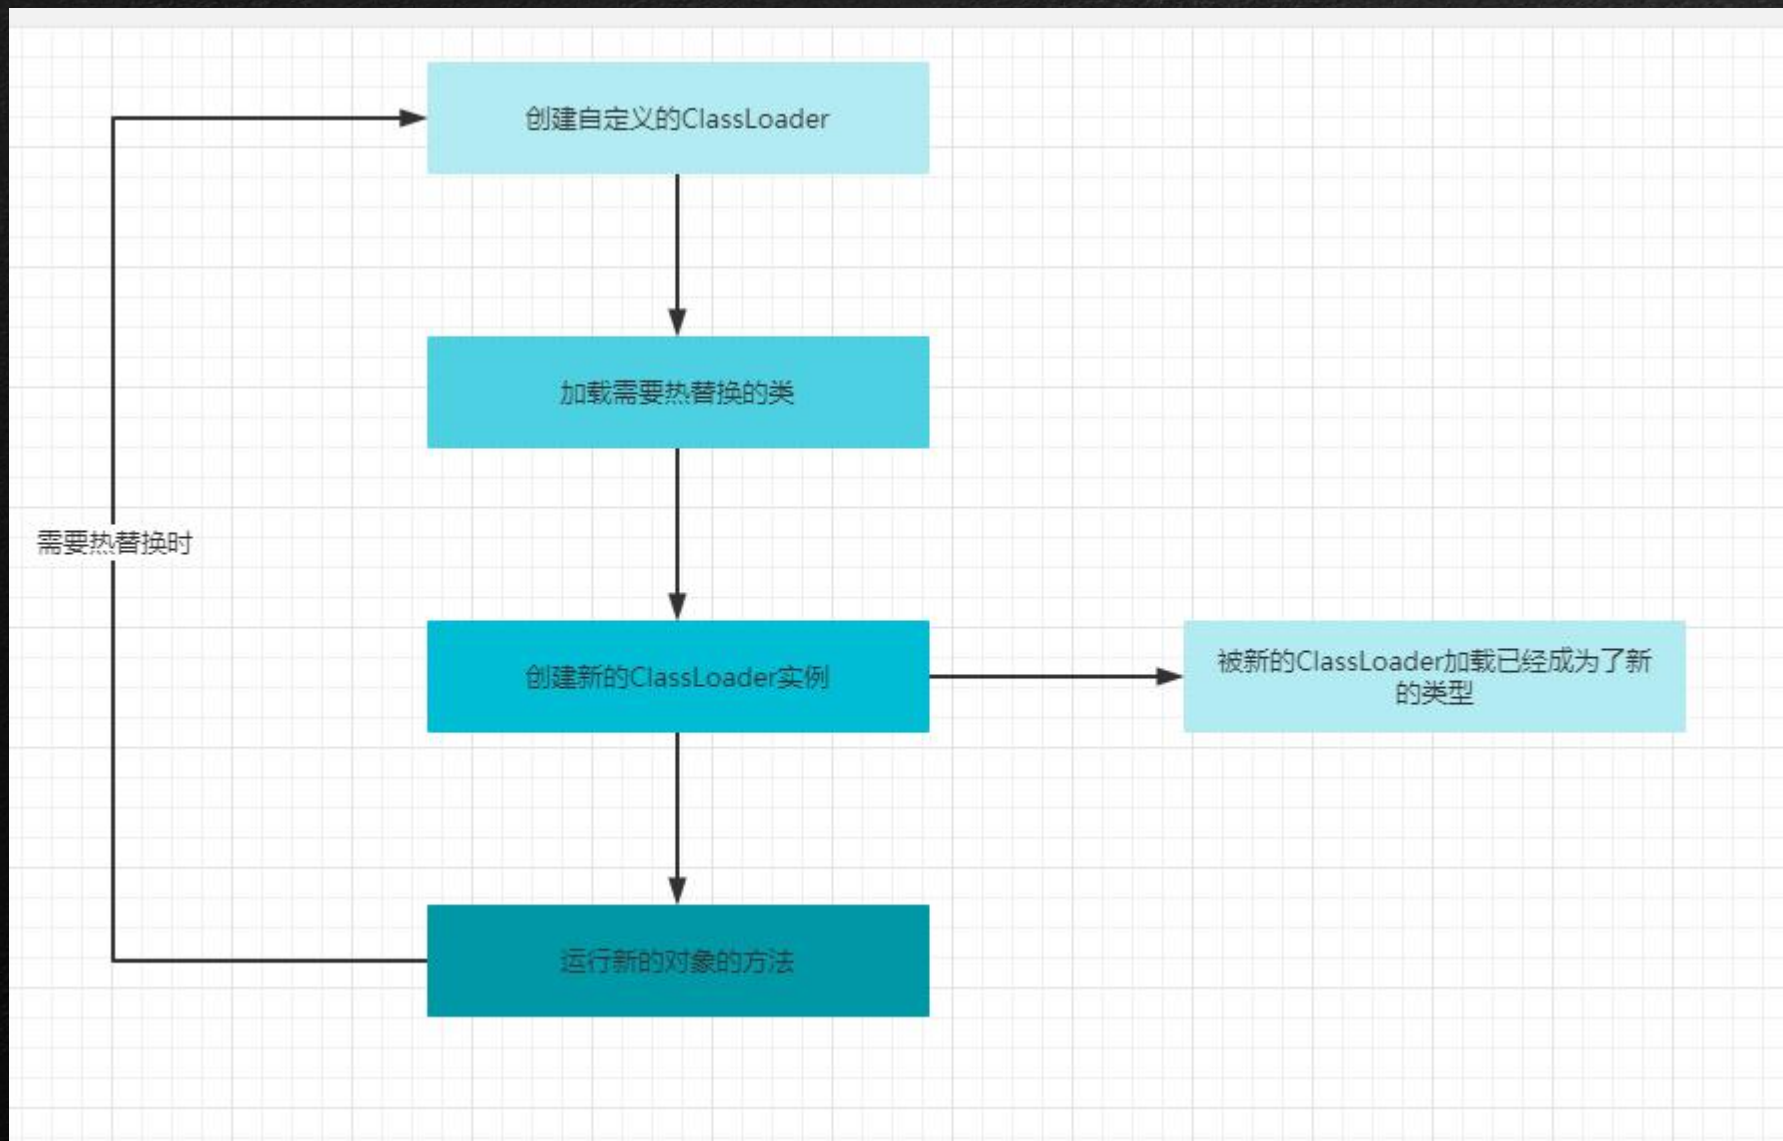 创建自定义的ClassLoader
加载需要热替换的类
需要热替换时
创建新的ClassLoader实例
被新的ClassLoader加载已经成为了新
的类型
运行新的对象的方法